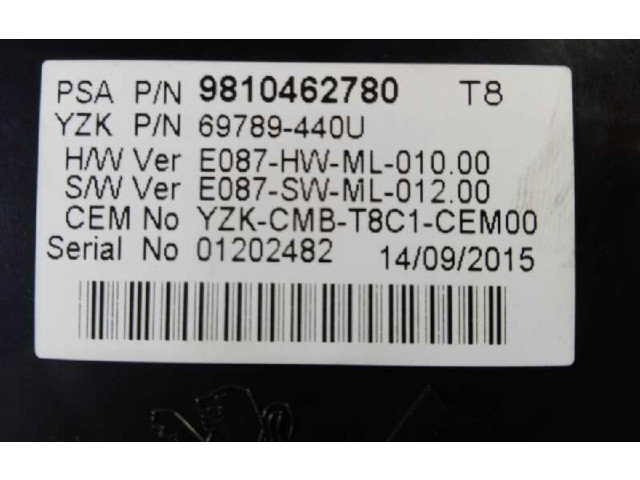 PSA P/N 9810462780 T8
YZK P/N 69789-440U
H/W Ver E087-HW-ML-010.00
S/W Ver E087-SW-ML-012.00
CEM No YZK-CMB-T8C1-CEM00
Serial No 01202482 14/09/2015